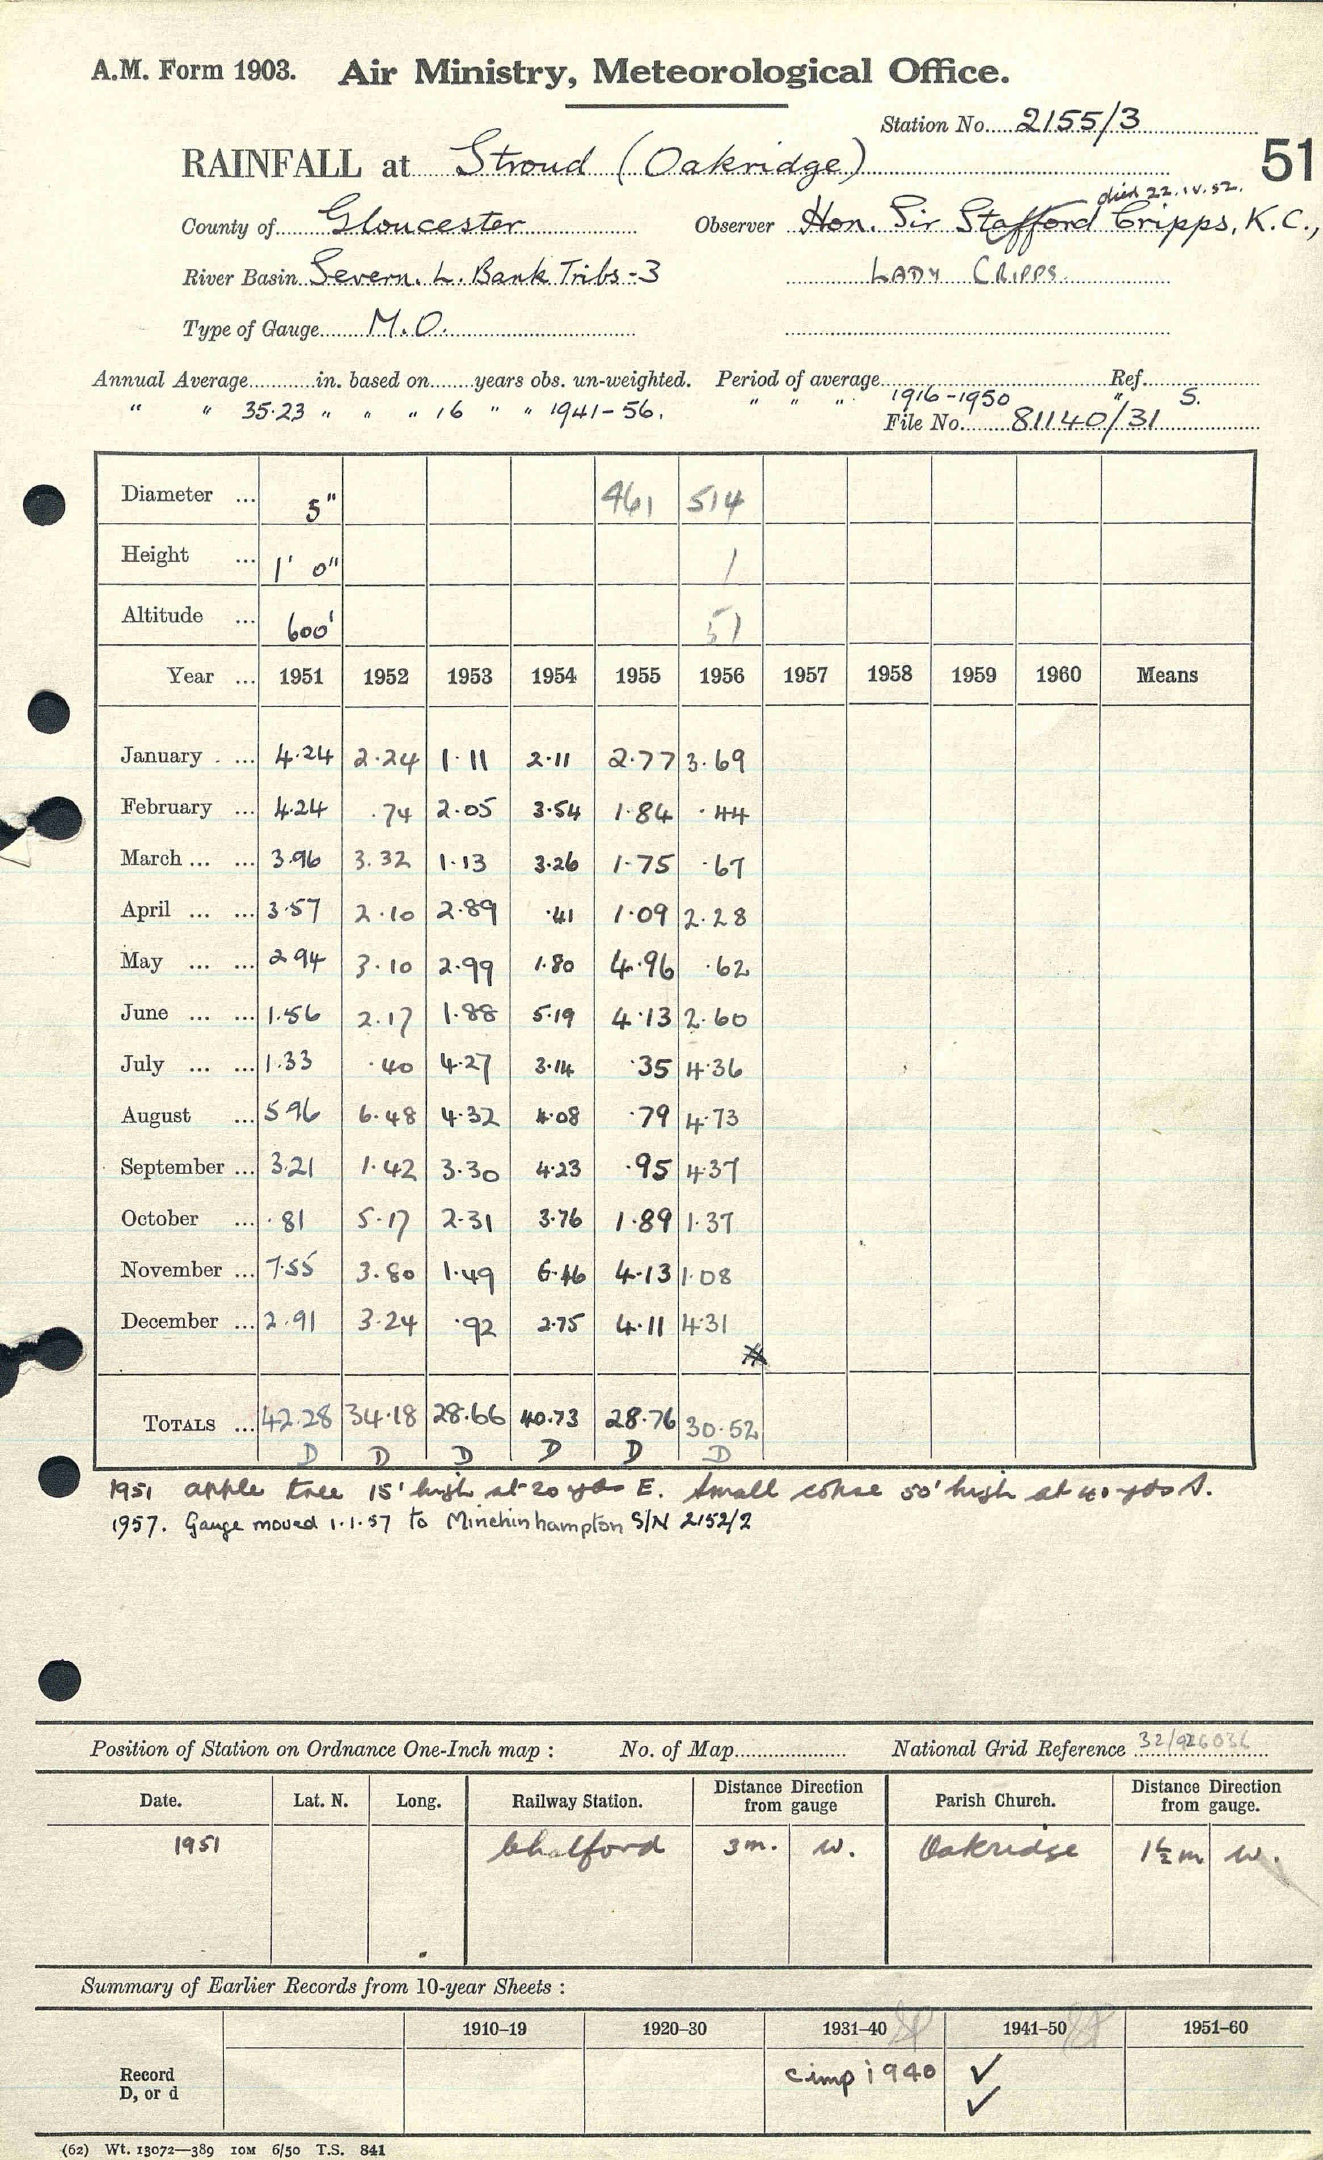 A.M. Form 1903. Air Ministry, Meteorological Office.
Station No. 2155/3
51
RAINFALL at Stroud (Oakridge)
died 22.IV.52.
County of Gloucester Observer Hon. Sir Stafford Cripps, K.C.,
River Basin Severn. L. Bank Tribs-3 LADY CRIPPS.
Type of Gauge M.O.
Annual Average in. based on years obs. un-weighted. Period of average Ref.
" " 35.23 " " " 16 " " 1941-56. " " " 1916-1950 " S.
File No. 81140/31
Diameter ... 5" 461 514
Height ... 1' 0" 1
Altitude ... 600' 51
Year ... 1951 1952 1953 1954 1955 1956 1957 1958 1959 1960 Means
January ... 4.24 2.24 1.11 2.11 2.77 3.69
February ... 4.24 .74 2.05 3.54 1.84 .44
March ... ... 3.96 3.32 1.13 3.26 1.75 .67
April ... ... 3.57 2.10 2.89 .41 1.09 2.28
May ... ... 2.94 3.10 2.99 1.80 4.96 .62
June ... ... 1.56 2.17 1.88 5.19 4.13 2.60
July ... ... 1.33 .40 4.27 3.14 .35 4.36
August ... 5.96 6.48 4.32 4.08 .79 4.73
September ... 3.21 1.42 3.30 4.23 .95 4.37
October ... .81 5.17 2.31 3.76 1.89 1.37
November ... 7.55 3.80 1.49 6.46 4.13 1.08
December ... 2.91 3.24 .92 2.75 4.11 4.31
TOTALS ... 42.28 34.18 28.66 40.73 28.76 30.52
D D D D D D
1951 apple tree 15' high at 20 yds E. Small copse 50' high at 40 yds S.
1957. Gauge moved 1.1.57 to Minchinhampton S/N 2152/2
Position of Station on Ordnance One-Inch map : No. of Map National Grid Reference 32/926036
Date. Lat. N. Long. Railway Station. Distance Direction from gauge Parish Church. Distance Direction from gauge.
1951 Chalford 3m. W. Oakridge 1½m W.
Summary of Earlier Records from 10-year Sheets :
1910–19 1920–30 1931–40 1941–50 1951–60
Record D, or d cimp 1940 ✓
✓
(62) Wt. 13072—389 10M 6/50 T.S. 841